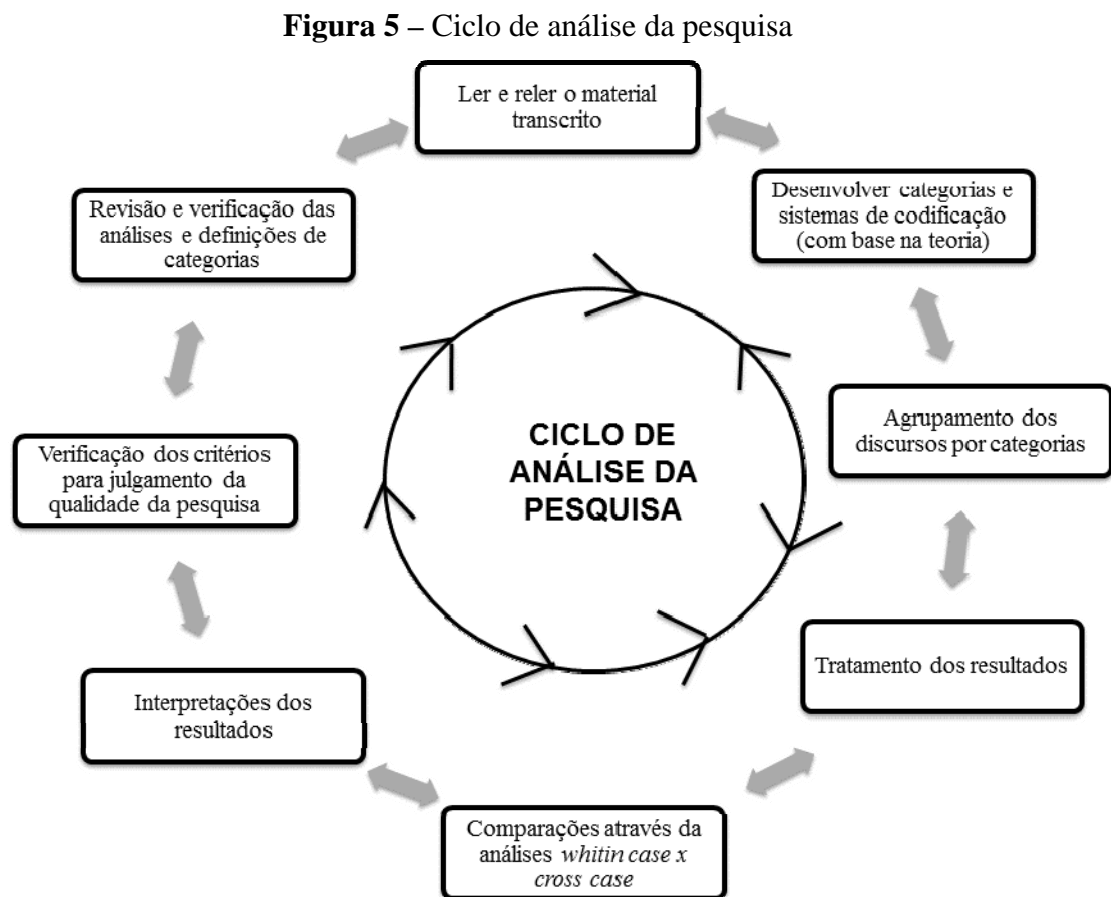 Figura 5 – Ciclo de análise da pesquisa
Ler e reler o material
transcrito
Desenvolver categorias e
sistemas de codificação
(com base na teoria)
Agrupamento dos
discursos por categorias
Tratamento dos resultados
Comparações através da
análises whitin case x
cross case
Interpretações dos
resultados
Verificação dos critérios
para julgamento da
qualidade da pesquisa
Revisão e verificação das
análises e definições de
categorias
CICLO DE
ANÁLISE DA
PESQUISA